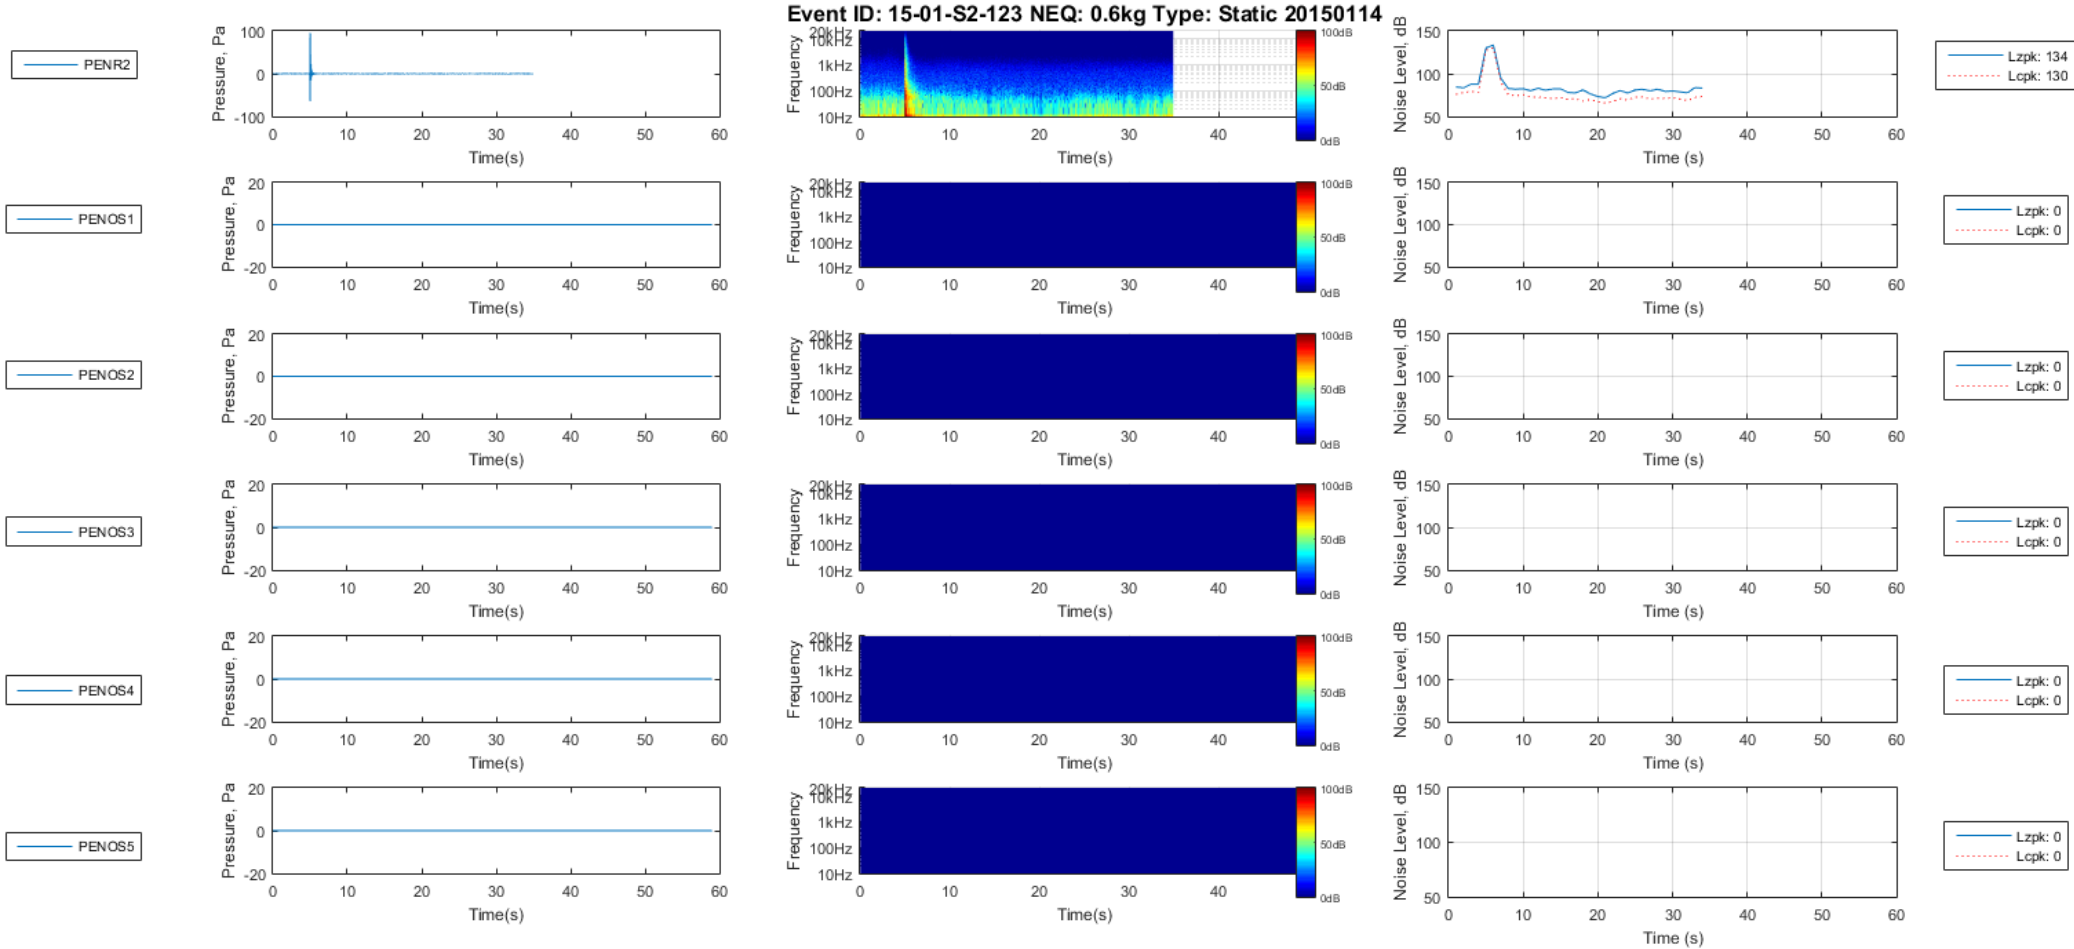 Event ID: 15-01-S2-123 NEQ: 0.6kg Type: Static 20150114
PENR2
Pressure, Pa
100
0
-100
0 10 20 30 40 50 60
Time(s)
Frequency
20kHz
10kHz
1kHz
100Hz
10Hz
0 10 20 30 40
Time(s)
100dB
50dB
0dB
Noise Level, dB
150
100
50
0 10 20 30 40 50 60
Time (s)
Lzpk: 134
Lcpk: 130
PENOS1
Pressure, Pa
20
0
-20
0 10 20 30 40 50 60
Time(s)
Frequency
20kHz
10kHz
1kHz
100Hz
10Hz
0 10 20 30 40
Time(s)
100dB
50dB
0dB
Noise Level, dB
150
100
50
0 10 20 30 40 50 60
Time (s)
Lzpk: 0
Lcpk: 0
PENOS2
Pressure, Pa
20
0
-20
0 10 20 30 40 50 60
Time(s)
Frequency
20kHz
10kHz
1kHz
100Hz
10Hz
0 10 20 30 40
Time(s)
100dB
50dB
0dB
Noise Level, dB
150
100
50
0 10 20 30 40 50 60
Time (s)
Lzpk: 0
Lcpk: 0
PENOS3
Pressure, Pa
20
0
-20
0 10 20 30 40 50 60
Time(s)
Frequency
20kHz
10kHz
1kHz
100Hz
10Hz
0 10 20 30 40
Time(s)
100dB
50dB
0dB
Noise Level, dB
150
100
50
0 10 20 30 40 50 60
Time (s)
Lzpk: 0
Lcpk: 0
PENOS4
Pressure, Pa
20
0
-20
0 10 20 30 40 50 60
Time(s)
Frequency
20kHz
10kHz
1kHz
100Hz
10Hz
0 10 20 30 40
Time(s)
100dB
50dB
0dB
Noise Level, dB
150
100
50
0 10 20 30 40 50 60
Time (s)
Lzpk: 0
Lcpk: 0
PENOS5
Pressure, Pa
20
0
-20
0 10 20 30 40 50 60
Time(s)
Frequency
20kHz
10kHz
1kHz
100Hz
10Hz
0 10 20 30 40
Time(s)
100dB
50dB
0dB
Noise Level, dB
150
100
50
0 10 20 30 40 50 60
Time (s)
Lzpk: 0
Lcpk: 0